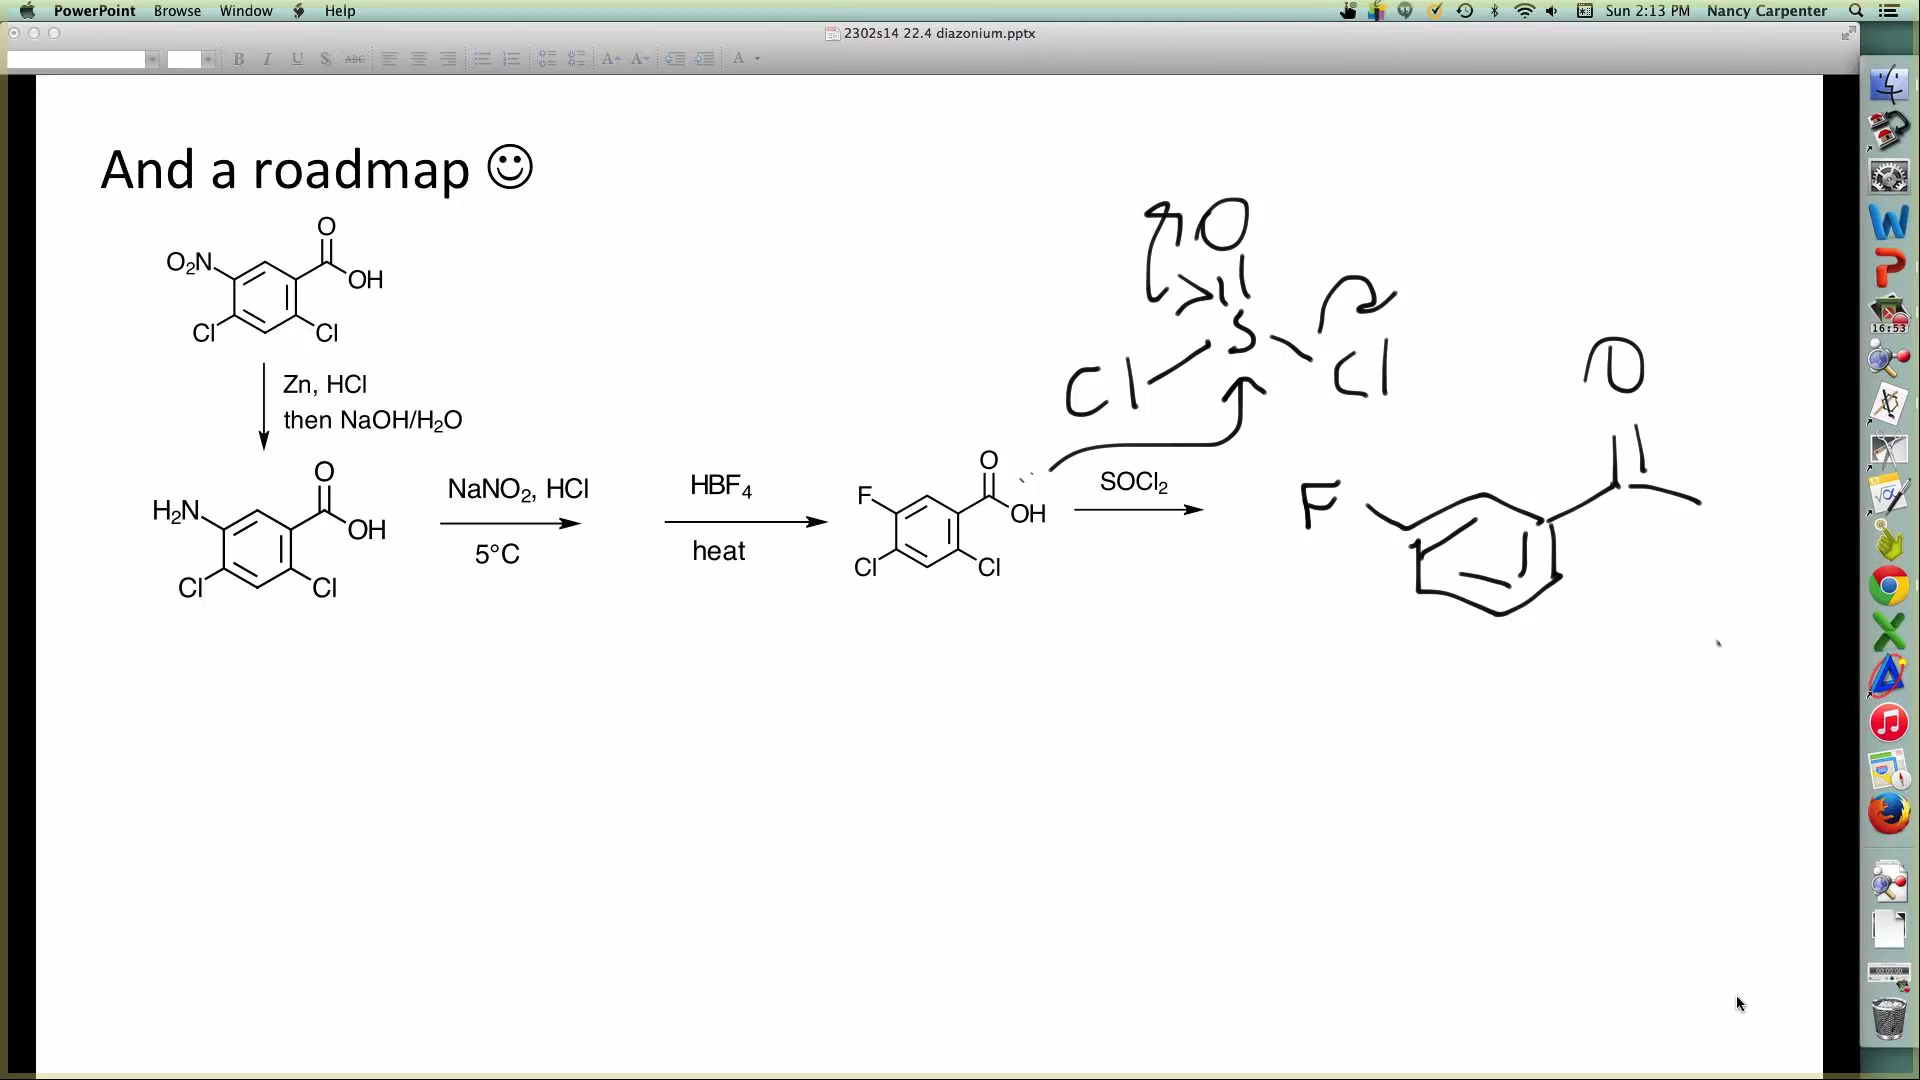 PowerPoint Browse Window Help
Sun 2:13 PM Nancy Carpenter
2302s14 22.4 diazonium.pptx
B I U S ABC A A A
And a roadmap ☺
O
O₂N
OH
Cl Cl
Zn, HCl
then NaOH/H₂O
O
H₂N
OH
Cl Cl
NaNO₂, HCl
5°C
HBF₄
heat
O
F
OH
Cl Cl
SOCl₂
O
S
Cl Cl
O
F
16:53